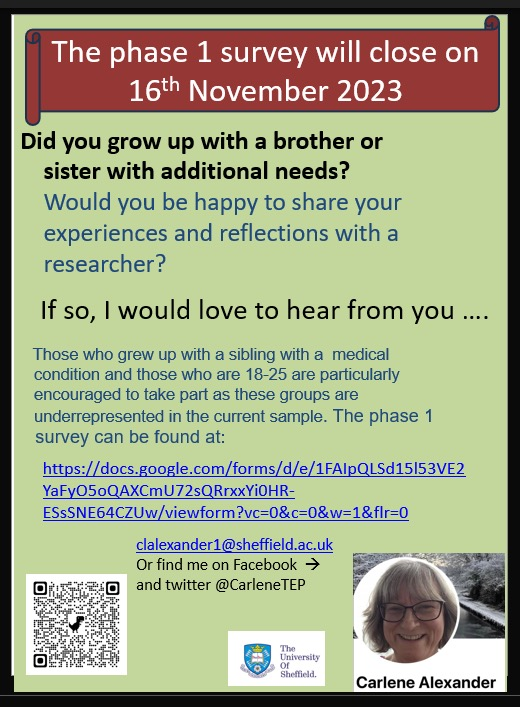 The phase 1 survey will close on
16th November 2023
Did you grow up with a brother or
sister with additional needs?
Would you be happy to share your
experiences and reflections with a
researcher?
If so, I would love to hear from you ....
Those who grew up with a sibling with a medical
condition and those who are 18-25 are particularly
encouraged to take part as these groups are
underrepresented in the current sample. The phase 1
survey can be found at:
https://docs.google.com/forms/d/e/1FAIpQLSd15l53VE2
YaFyO5oQAXCmU72sQRrxxYi0HR-
ESsSNE64CZUw/viewform?vc=0&c=0&w=1&flr=0
clalexander1@sheffield.ac.uk
Or find me on Facebook →
and twitter @CarleneTEP
The
University
Of
Sheffield.
Carlene Alexander